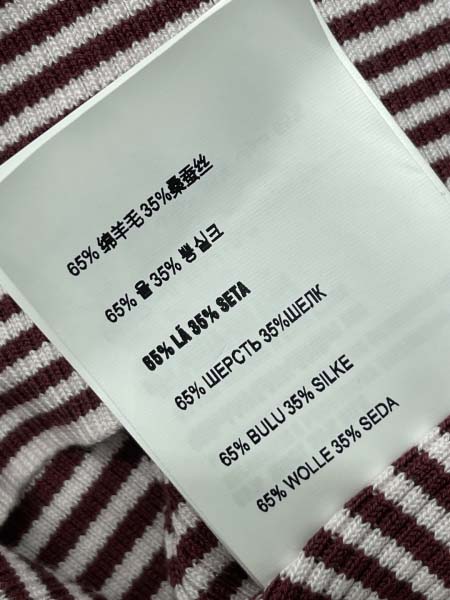 65% 绵羊毛 35%桑蚕丝
65% 울 35% 뽕실크
65% LÃ 35% SETA
65% ШЕРСТЬ 35%ШЕЛК
65% BULU 35% SILKE
65% WOLLE 35% SEDA